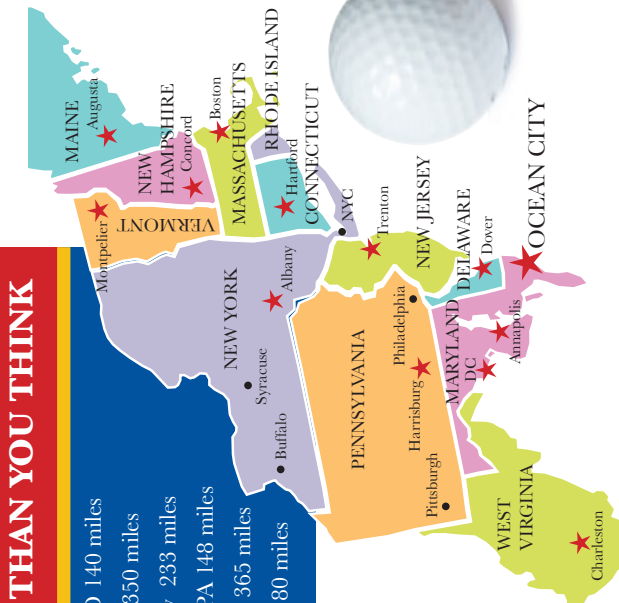 THAN YOU THINK
140 miles
350 miles
233 miles
PA 148 miles
365 miles
80 miles
MAINE
Augusta
NEW
HAMPSHIRE
Concord
VERMONT
Montpelier
Boston
MASSACHUSETTS
RHODE ISLAND
Hartford
CONNECTICUT
NEW YORK
Albany
Syracuse
Buffalo
NYC
Trenton
NEW JERSEY
PENNSYLVANIA
Philadelphia
Harrisburg
Pittsburgh
DELAWARE
Dover
MARYLAND
DC
Annapolis
OCEAN CITY
WEST
VIRGINIA
Charleston